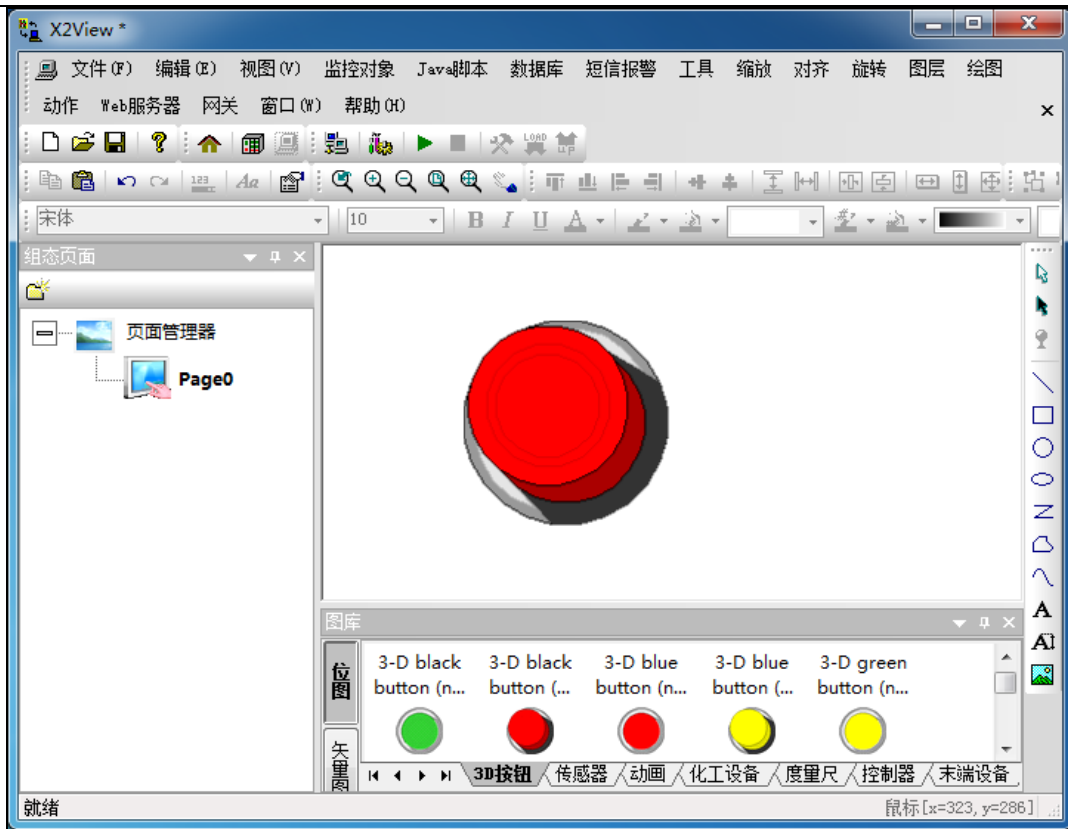 X2View *
文件(F) 编辑(E) 视图(V) 监控对象 Java脚本 数据库 短信报警 工具 缩放 对齐 旋转 图层 绘图
动作 Web服务器 网关 窗口(W) 帮助(H)
LOAD UP
123 Aa
宋体 10 B I U A
组态页面
页面管理器
Page0
A
A
图库
位图
矢量图
3-D black button (n...
3-D black button (...
3-D blue button (n...
3-D blue button (...
3-D green button (n...
3D按钮 传感器 动画 化工设备 度量尺 控制器 末端设备
就绪 鼠标[x=323, y=286]